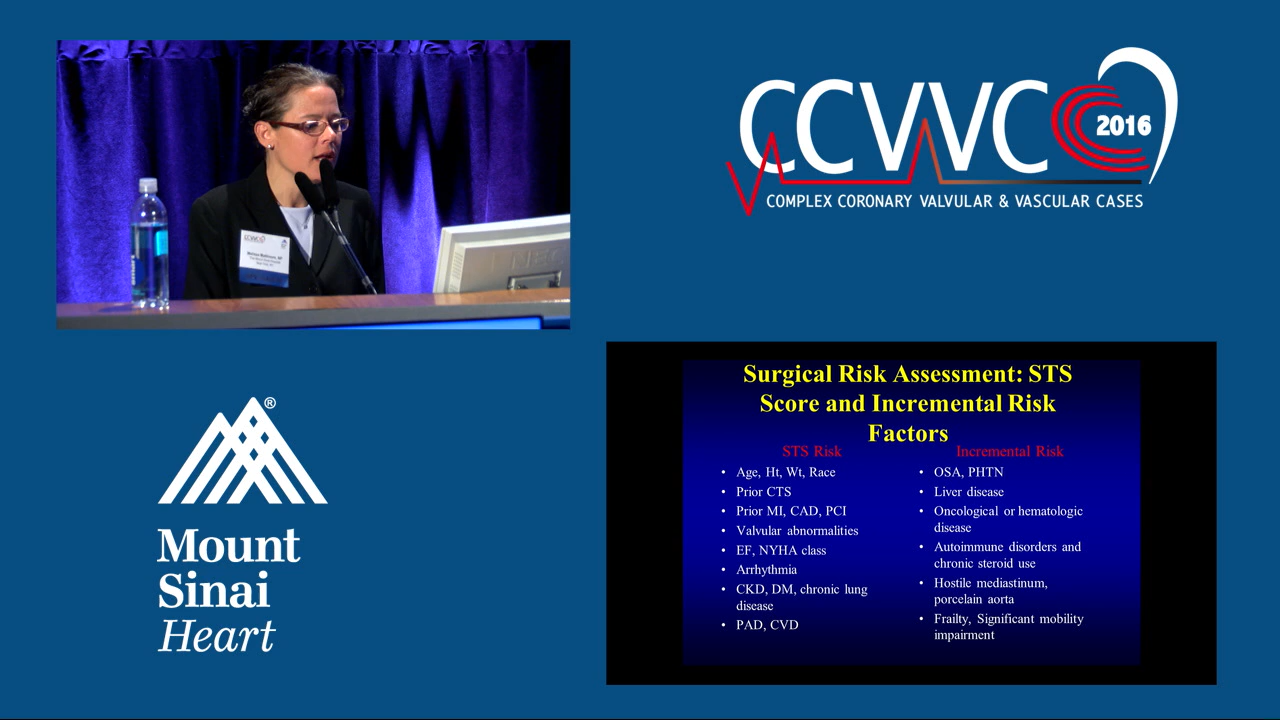 CCVVC
2016
COMPLEX CORONARY VALVULAR & VASCULAR CASES
®
Mount
Sinai
Heart
Surgical Risk Assessment: STS
Score and Incremental Risk
Factors
STS Risk
• Age, Ht, Wt, Race
• Prior CTS
• Prior MI, CAD, PCI
• Valvular abnormalities
• EF, NYHA class
• Arrhythmia
• CKD, DM, chronic lung
disease
• PAD, CVD
Incremental Risk
• OSA, PHTN
• Liver disease
• Oncological or hematologic
disease
• Autoimmune disorders and
chronic steroid use
• Hostile mediastinum,
porcelain aorta
• Frailty, Significant mobility
impairment